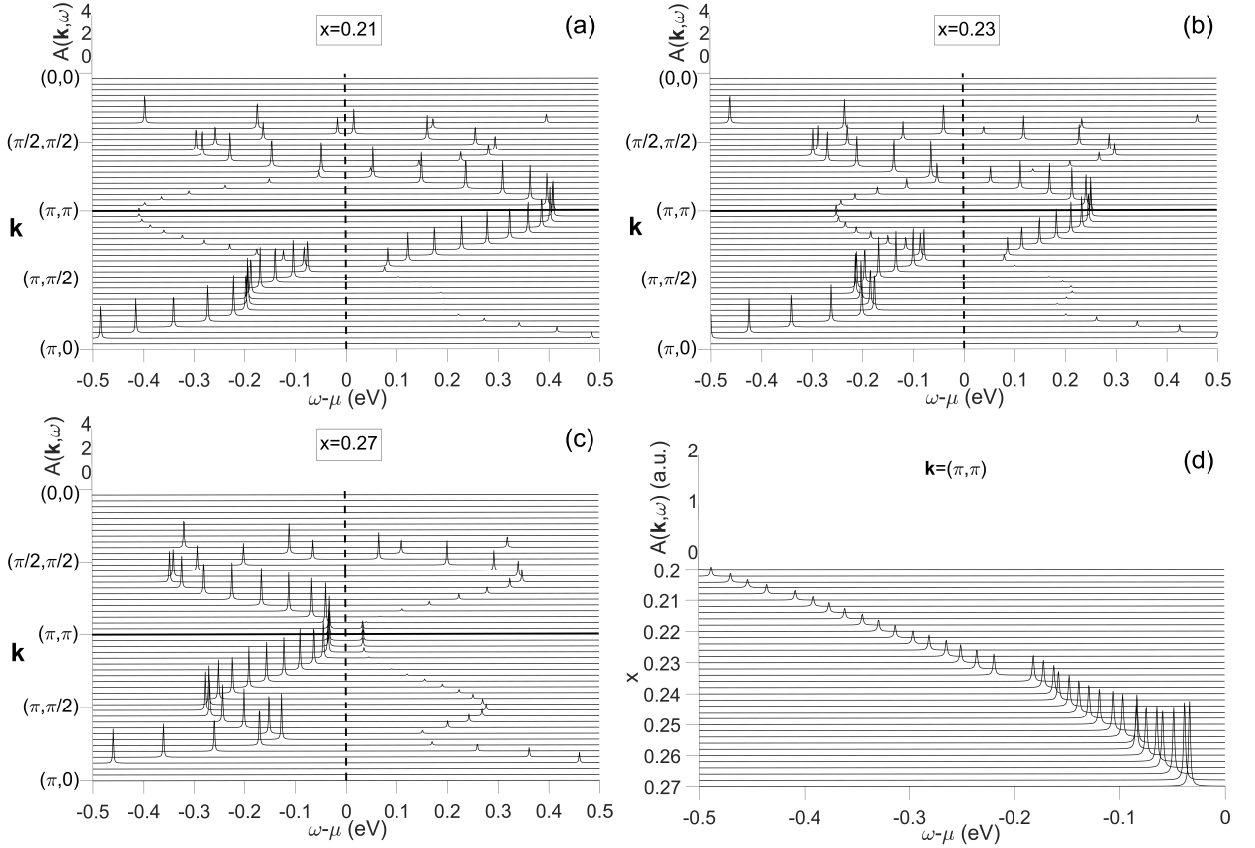 A(k,ω)
4
2
0
x=0.21
(a)
(0,0)
(π/2,π/2)
(π,π)
k
(π,π/2)
(π,0)
-0.5 -0.4 -0.3 -0.2 -0.1 0 0.1 0.2 0.3 0.4 0.5
ω-μ (eV)
A(k,ω)
4
2
0
x=0.23
(b)
(0,0)
(π/2,π/2)
(π,π)
k
(π,π/2)
(π,0)
-0.5 -0.4 -0.3 -0.2 -0.1 0 0.1 0.2 0.3 0.4 0.5
ω-μ (eV)
A(k,ω)
4
2
0
x=0.27
(c)
(0,0)
(π/2,π/2)
(π,π)
k
(π,π/2)
(π,0)
-0.5 -0.4 -0.3 -0.2 -0.1 0 0.1 0.2 0.3 0.4 0.5
ω-μ (eV)
A(k,ω) (a.u.)
2
1
0
k=(π,π)
(d)
0.2
0.21
0.22
0.23
x
0.24
0.25
0.26
0.27
-0.5 -0.4 -0.3 -0.2 -0.1 0
ω-μ (eV)